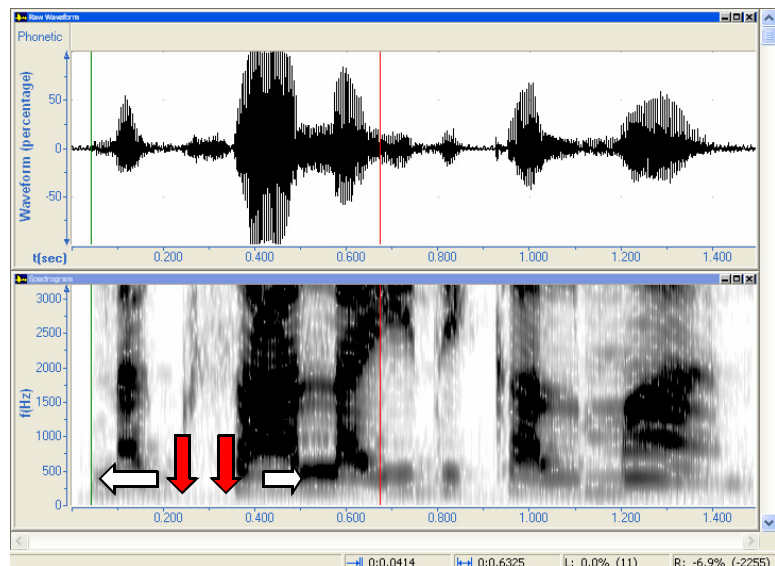 Raw Waveform
Phonetic
Waveform (percentage)
50
0
-50
t(sec)
0.200 0.400 0.600 0.800 1.000 1.200 1.400
Spectrogram
f(Hz)
3000
2500
2000
1500
1000
500
0
0.200 0.400 0.600 0.800 1.000 1.200 1.400
0:0.0414 0:0.6325 L: 0.0% (11) R: -6.9% (-2255)